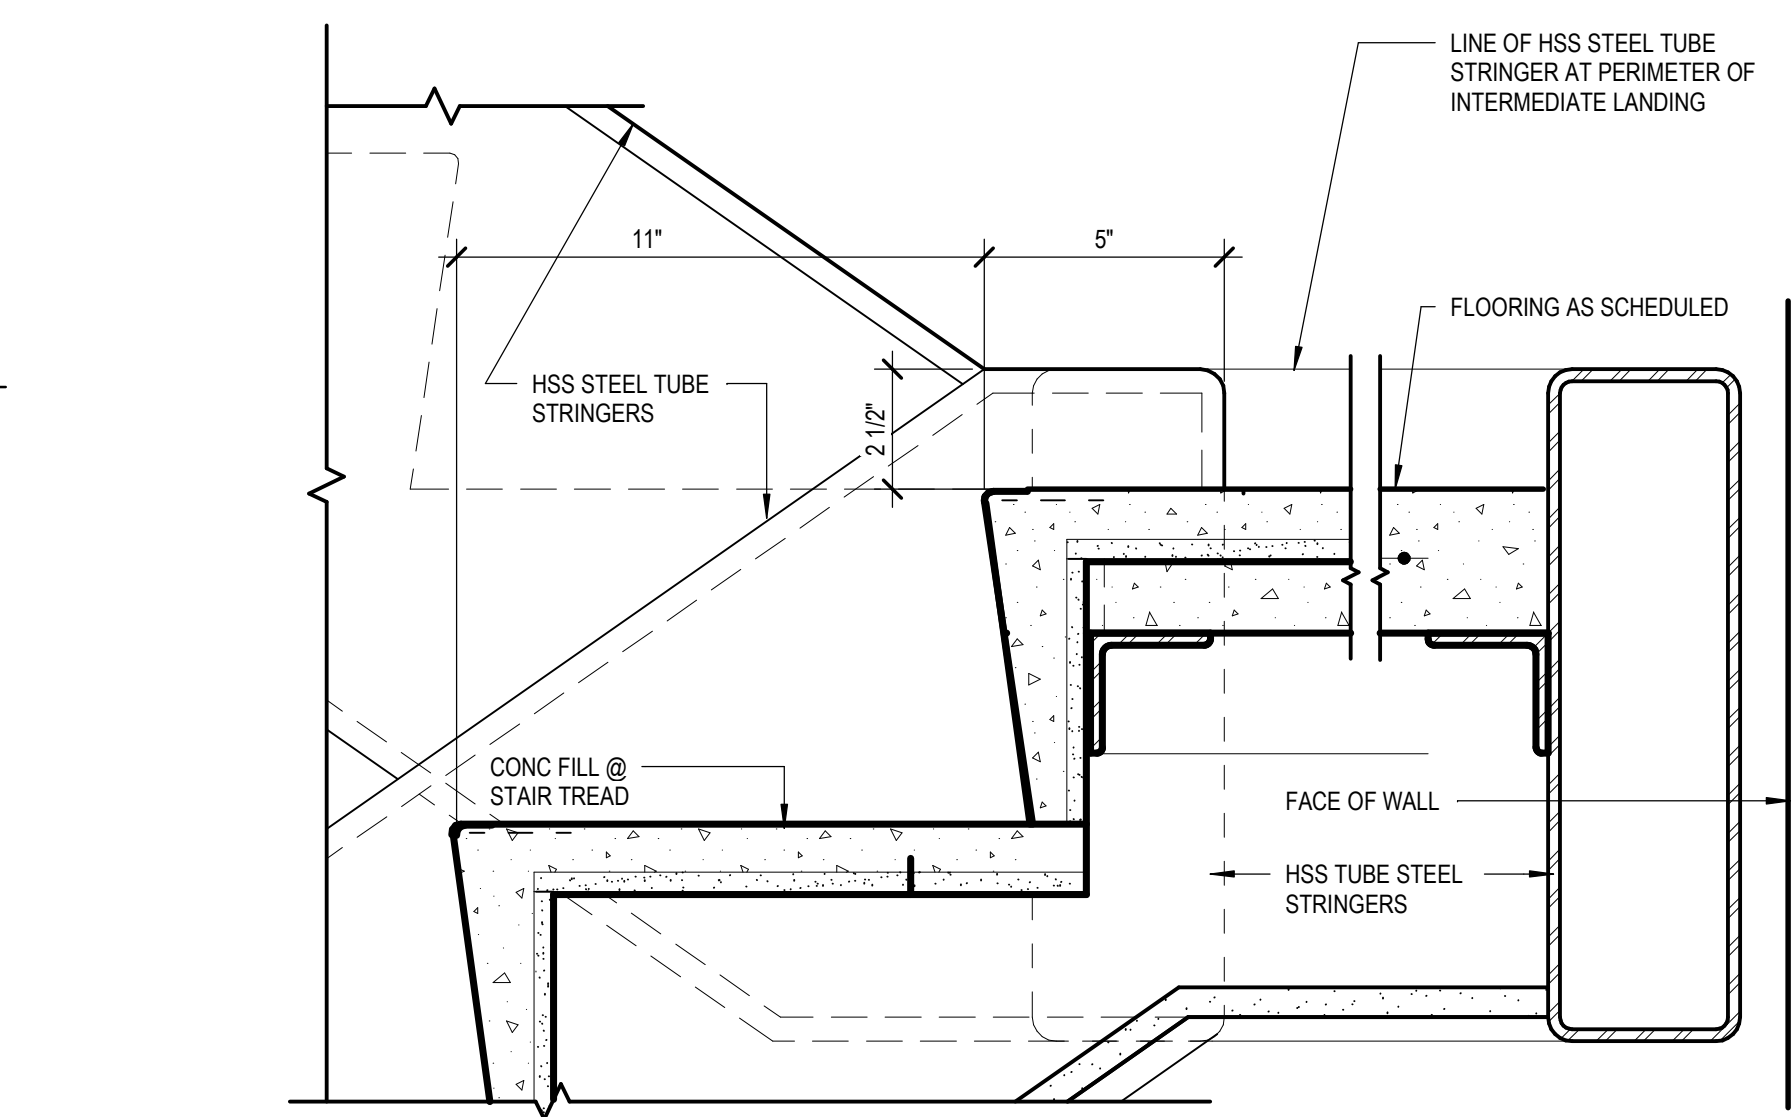 LINE OF HSS STEEL TUBE
STRINGER AT PERIMETER OF
INTERMEDIATE LANDING
11"
5"
FLOORING AS SCHEDULED
HSS STEEL TUBE
STRINGERS
2 1/2"
CONC FILL @
STAIR TREAD
FACE OF WALL
HSS TUBE STEEL
STRINGERS